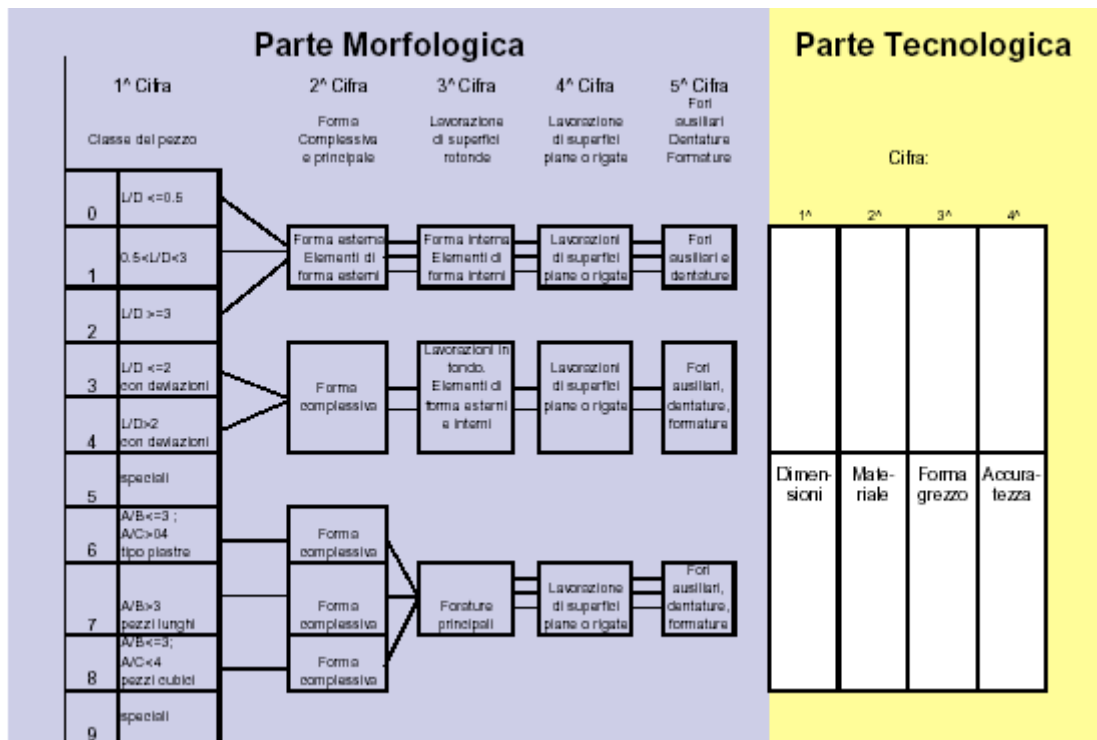 Parte Morfologica
Parte Tecnologica
1^ Cifra
2^ Cifra
3^ Cifra
4^ Cifra
5^ Cifra
Classe del pezzo
Forma
Complessiva
e principale
Lavorazione
di superfici
rotonde
Lavorazione
di superfici
piane o rigate
Fori
ausiliari
Dentature
Formature
Cifra:
1^
2^
3^
4^
0
L/D <=0.5
1
0.5<L/D<3
2
L/D >=3
Forma esterna
Elementi di
forma esterni
Forma Interna
Elementi di
forma Interni
Lavorazioni
di superfici
piane o rigate
Fori
ausiliari e
dentature
3
L/D <=2
con deviazioni
4
L/D>2
con deviazioni
Forma
complessiva
Lavorazioni in
tondo.
Elementi di
forma esterni
e Interni
Lavorazioni
di superfici
piane o rigate
Fori
ausiliari,
dentature,
formature
5
speciali
6
A/B<=3 ;
A/C>04
tipo piastre
Forma
complessiva
7
A/B>3
pezzi lunghi
Forma
complessiva
8
A/B<=3;
A/C<4
pezzi cubici
Forma
complessiva
Forature
principali
Lavorazione
di superfici
piane o rigate
Fori
ausiliari,
dentature,
formature
9
speciali
Dimen-
sioni
Mate-
riale
Forma
grezzo
Accura-
tezza